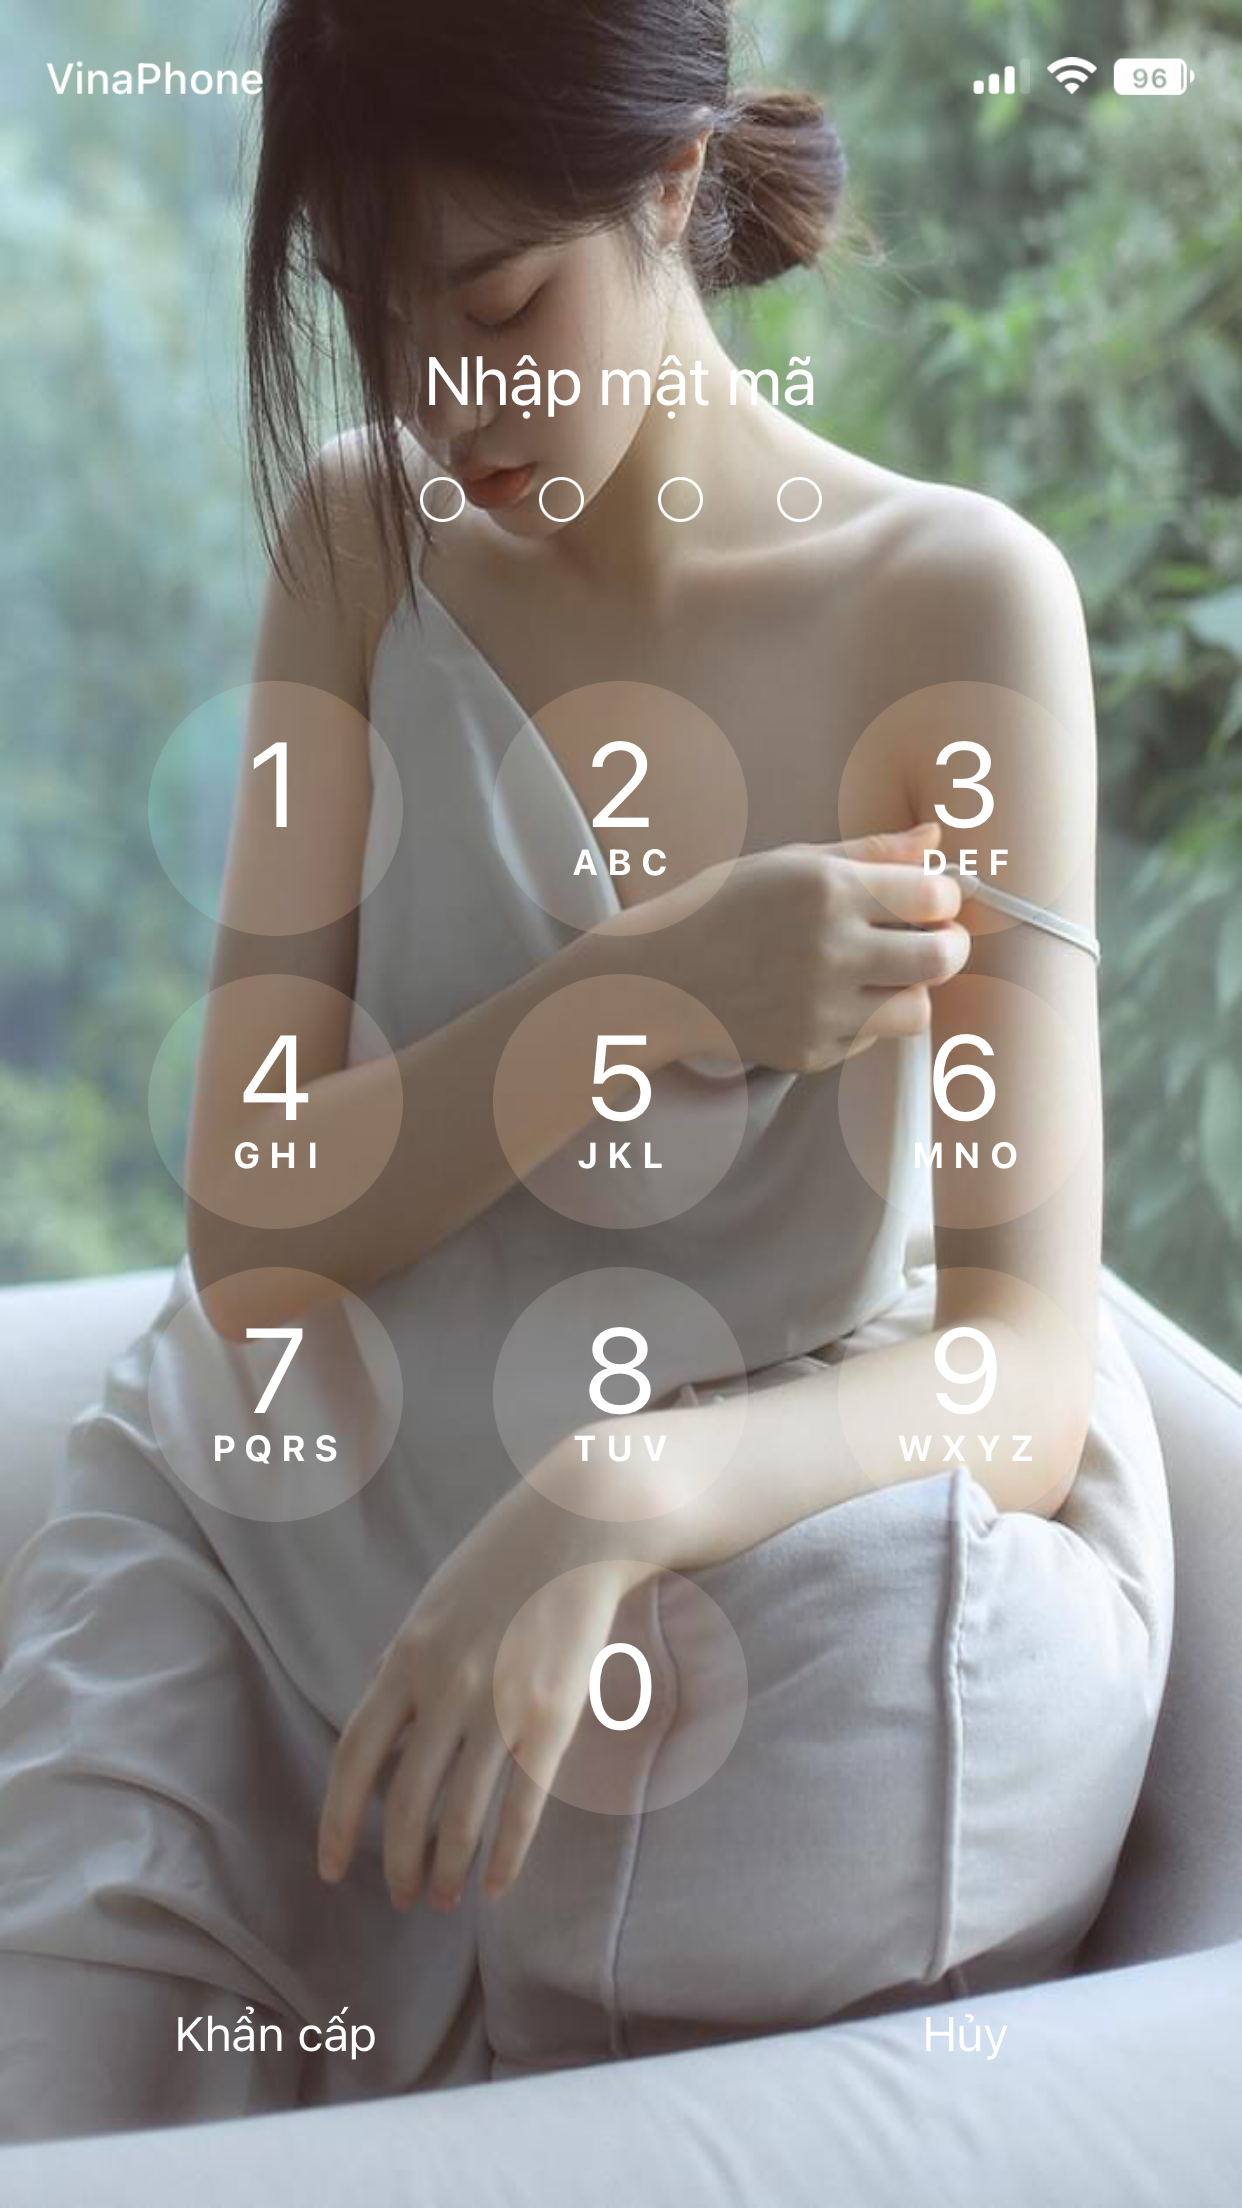 VinaPhone 96
Nhập mật mã
1 2 3
ABC DEF
4 5 6
GHI JKL MNO
7 8 9
PQRS TUV WXYZ
0
Khẩn cấp Hủy